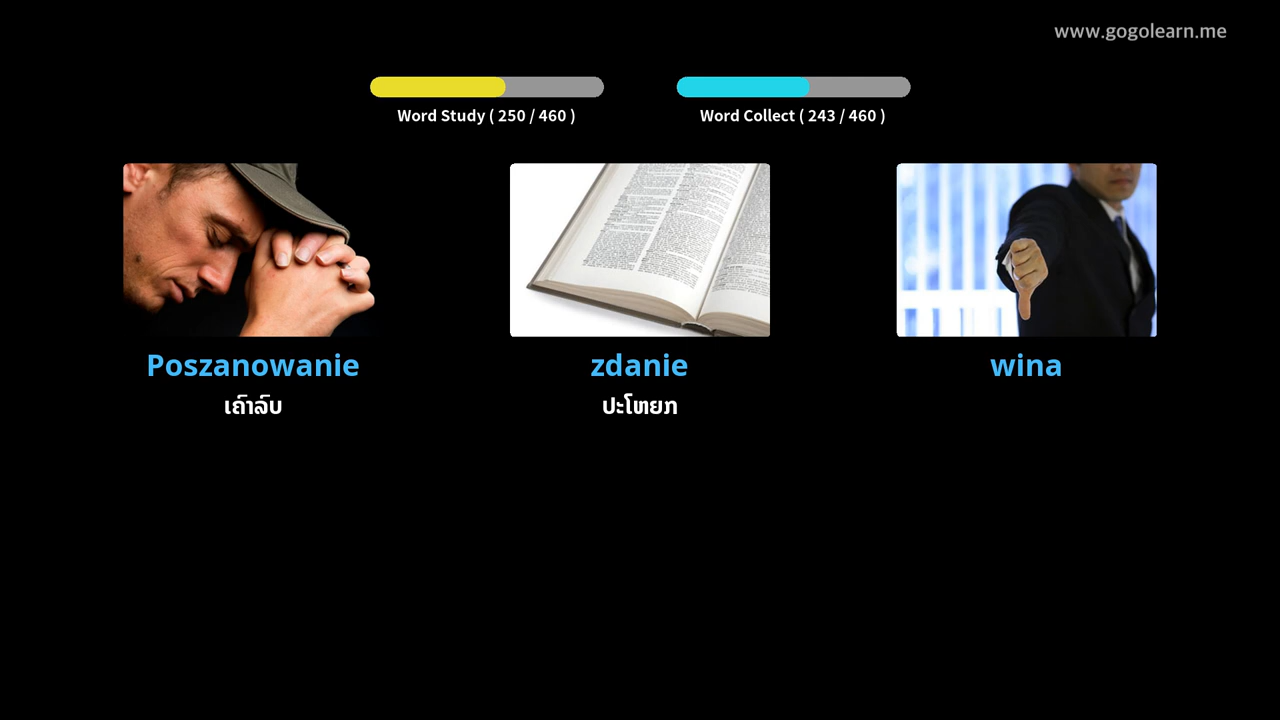 www.gogolearn.me
Word Study ( 250 / 460 )
Word Collect ( 243 / 460 )
Poszanowanie
ເຄົາລົບ
zdanie
ປະໂຫຍກ
wina